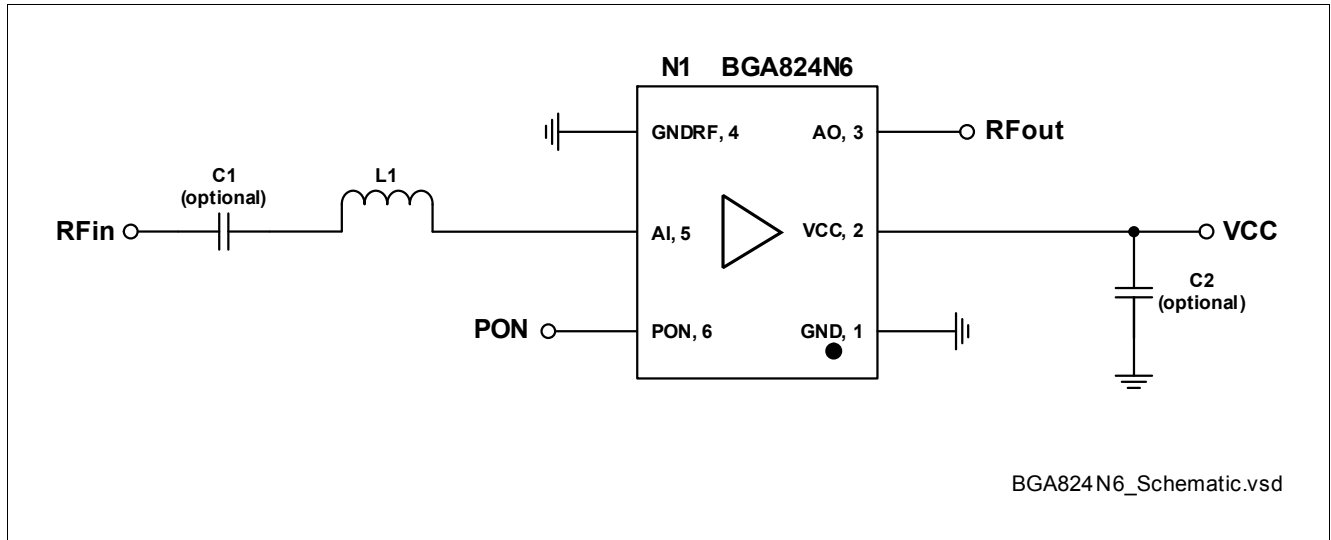 N1 BGA824N6
GNDRF, 4
AO, 3
RFout
C1
(optional)
L1
RFin
AI, 5
VCC, 2
VCC
C2
(optional)
PON
PON, 6
GND, 1
BGA824N6_Schematic.vsd